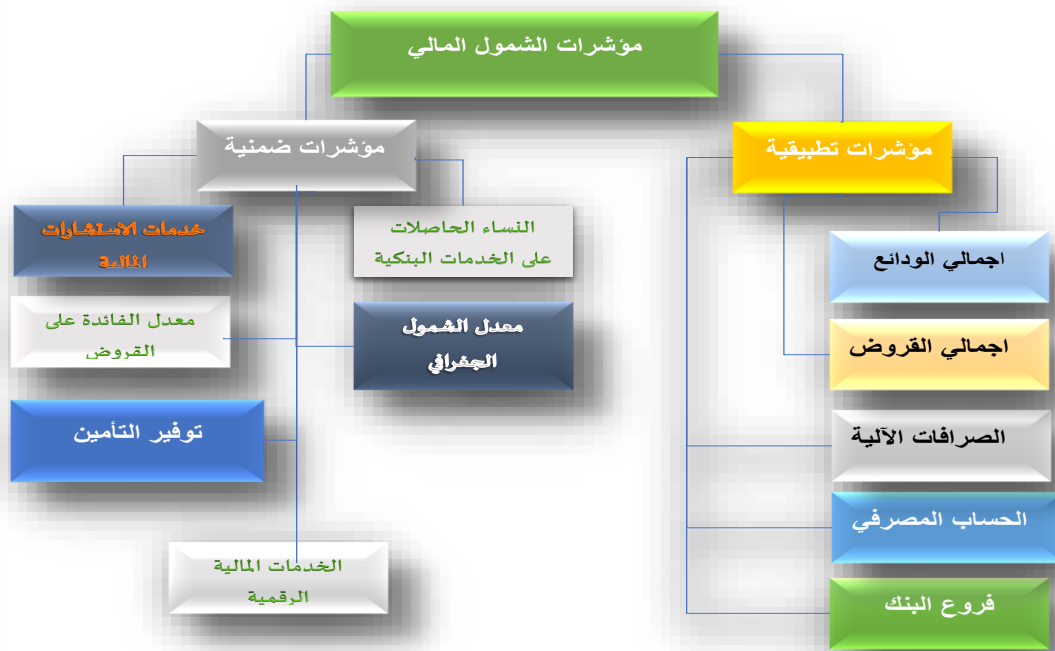 مؤشرات الشمول المالي
مؤشرات تطبيقية
اجمالي الودائع
اجمالي القروض
الصرافات الآلية
الحساب المصرفي
فروع البنك
مؤشرات ضمنية
النساء الحاصلات
على الخدمات البنكية
معدل الشمول
الجغرافي
خدمات الاستشارات
المالية
معدل الفائدة على
القروض
توفير التأمين
الخدمات المالية
الرقمية